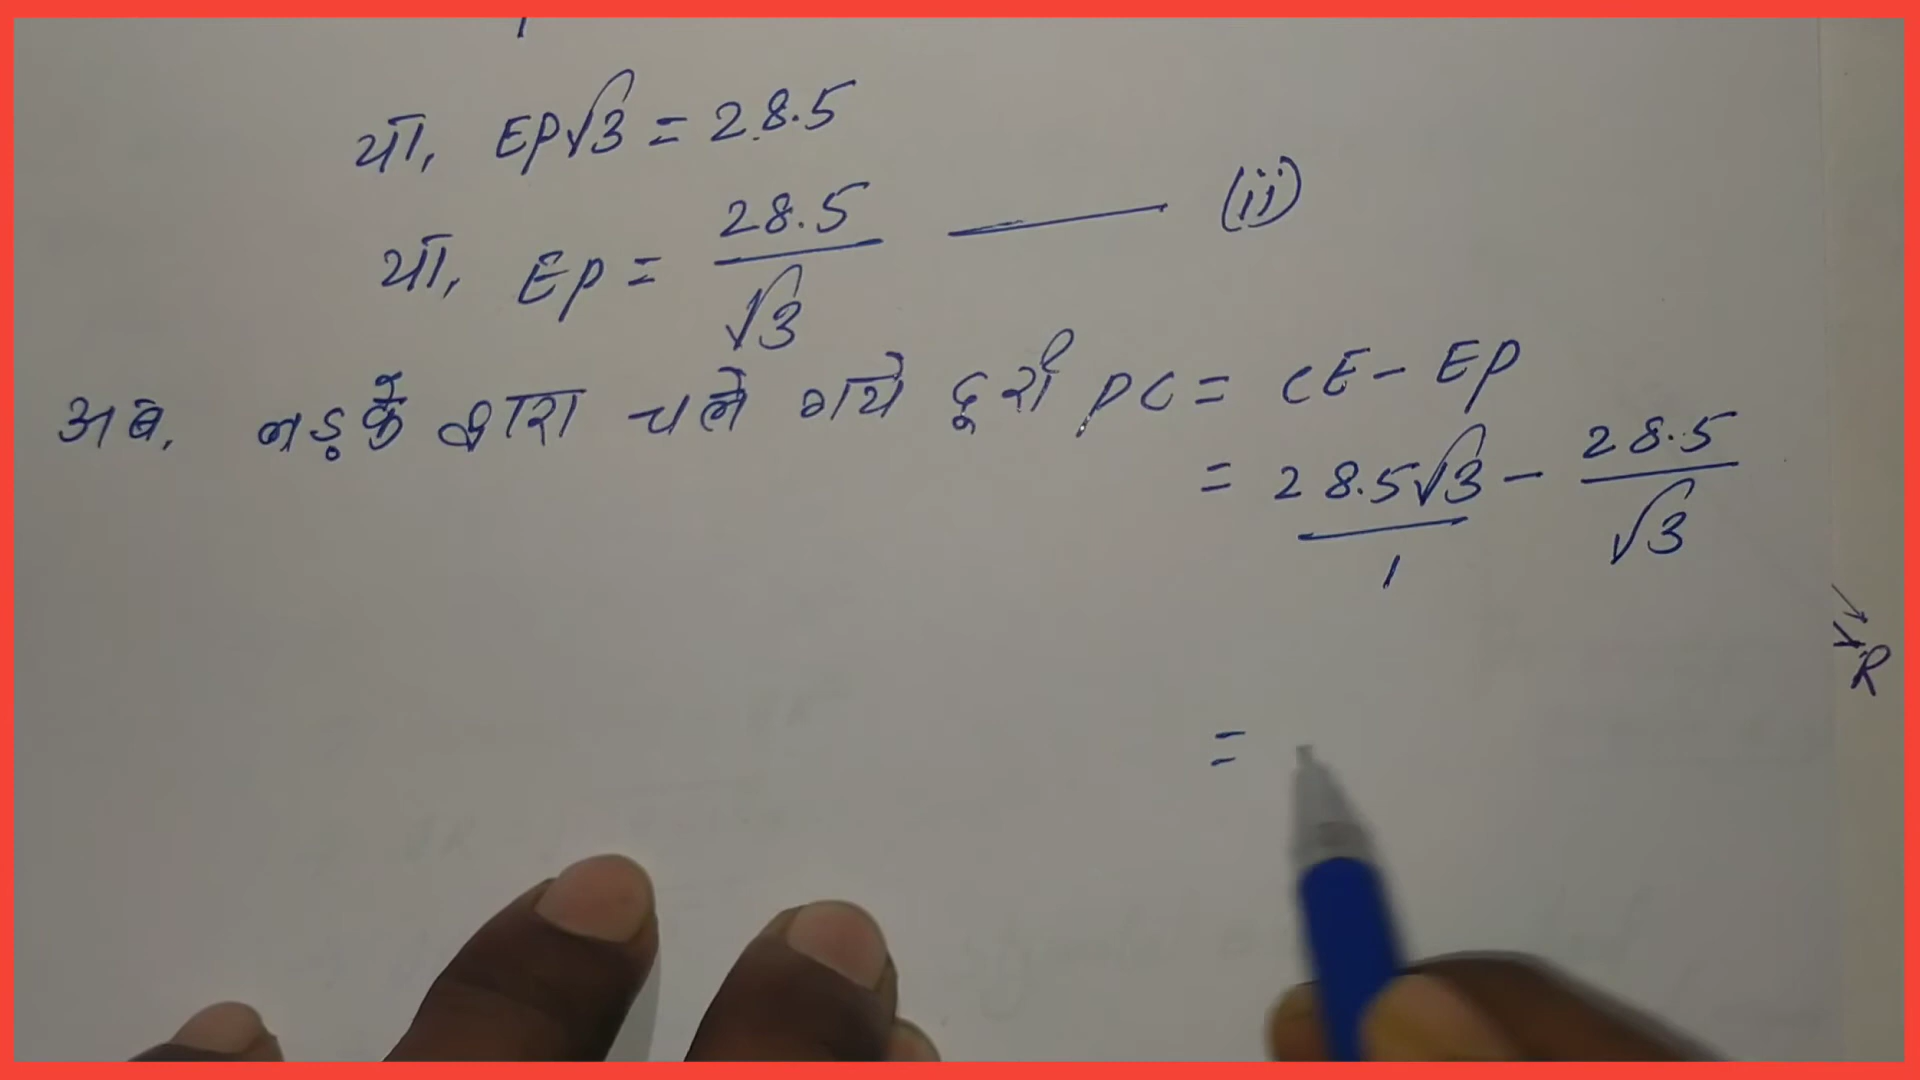 या, EP√3 = 28.5
या, EP = 28.5/√3 —— (ii)
अब, लड़के द्वारा चले गये दूरी PC = CE - EP
= 28.5√3/1 - 28.5/√3
R
=